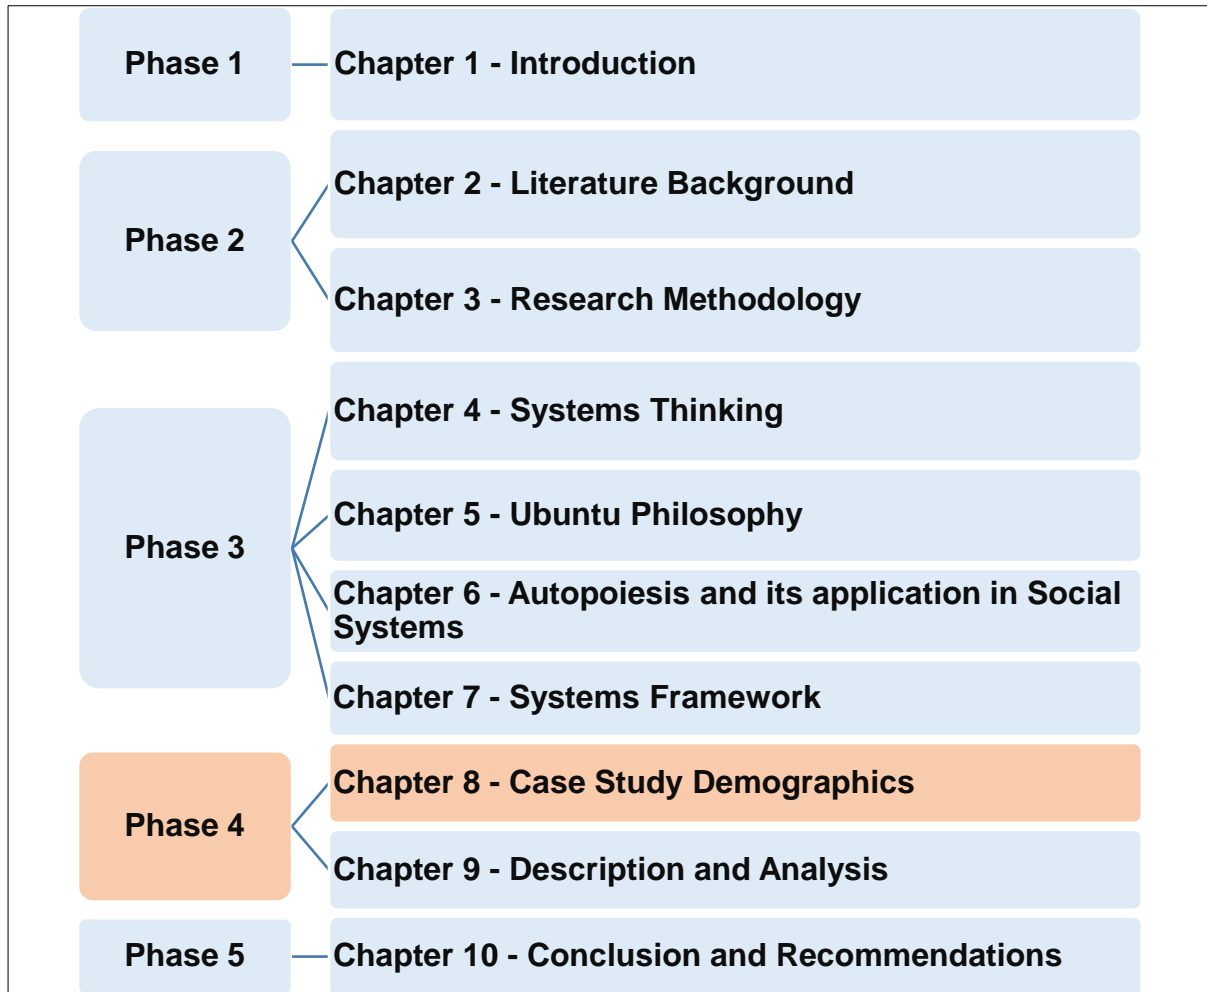 Phase 1
Chapter 1 - Introduction
Phase 2
Chapter 2 - Literature Background
Chapter 3 - Research Methodology
Phase 3
Chapter 4 - Systems Thinking
Chapter 5 - Ubuntu Philosophy
Chapter 6 - Autopoiesis and its application in Social
Systems
Chapter 7 - Systems Framework
Phase 4
Chapter 8 - Case Study Demographics
Chapter 9 - Description and Analysis
Phase 5
Chapter 10 - Conclusion and Recommendations